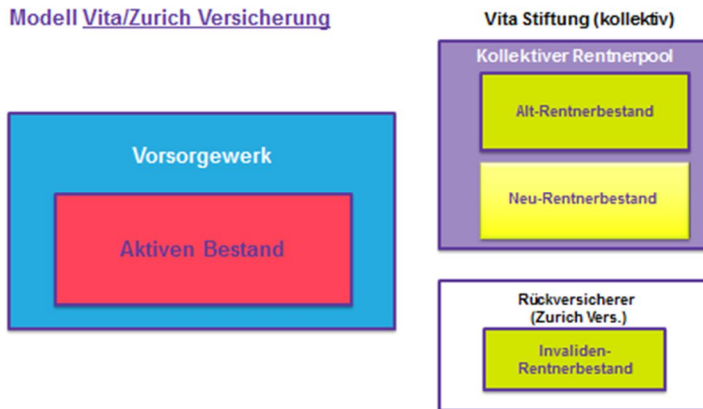 Modell Vita/Zurich Versicherung
Vorsorgewerk
Aktiven Bestand
Vita Stiftung (kollektiv)
Kollektiver Rentnerpool
Alt-Rentnerbestand
Neu-Rentnerbestand
Rückversicherer
(Zurich Vers.)
Invaliden-
Rentnerbestand